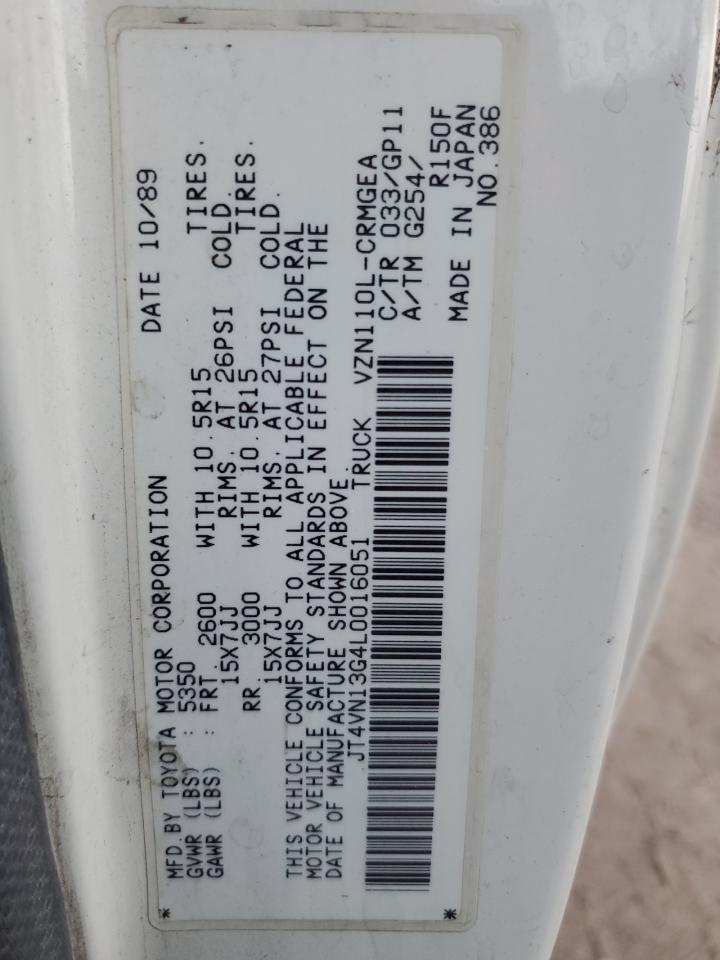 MFD.BY TOYOTA MOTOR CORPORATION DATE 10/89
GVWR (LBS) : 5350
GAWR (LBS) : FRT. 2600 WITH 10.5R15 TIRES.
15X7JJ RIMS, AT 26PSI COLD.
RR. 3000 WITH 10.5R15 TIRES.
15X7JJ RIMS, AT 27PSI COLD.
THIS VEHICLE CONFORMS TO ALL APPLICABLE FEDERAL
MOTOR VEHICLE SAFETY STANDARDS IN EFFECT ON THE
DATE OF MANUFACTURE SHOWN ABOVE.
JT4VN13G4L0016051 TRUCK VZN110L-CRMGEA
C/TR 033/GP11
A/TM G254/
R150F
* * MADE IN JAPAN
NO.386